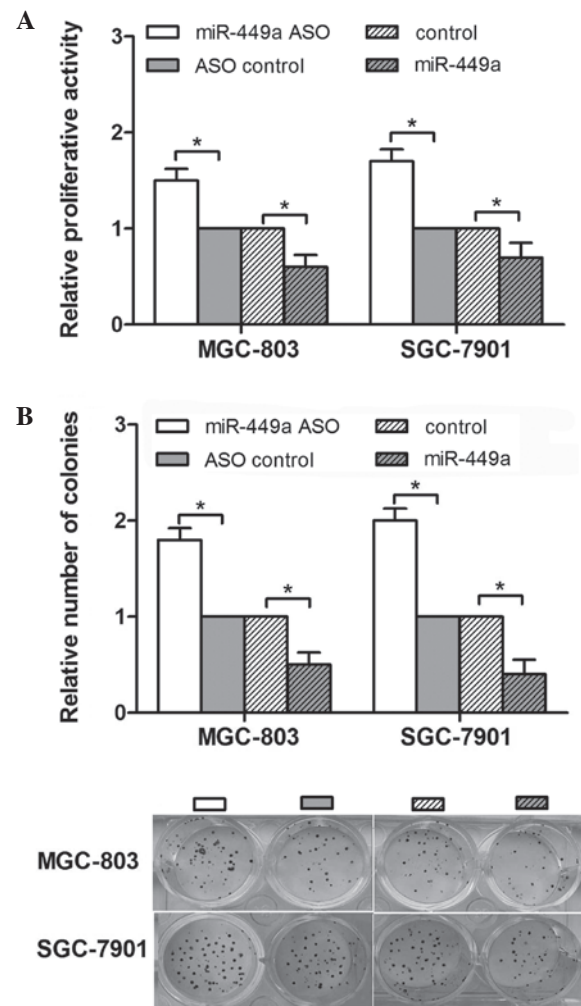 A
3
miR-449a ASO
control
ASO control
miR-449a
Relative proliferative activity
2
1
0
*
*
*
*
MGC-803
SGC-7901
B
3
miR-449a ASO
control
ASO control
miR-449a
Relative number of colonies
2
1
0
*
*
*
*
MGC-803
SGC-7901
MGC-803
SGC-7901